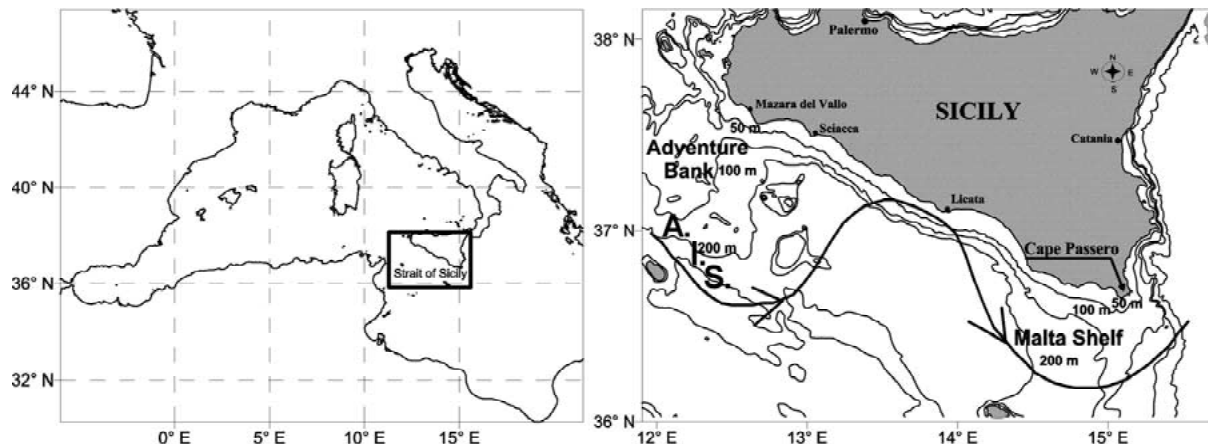 44° N
40° N
36° N
32° N
0° E
5° E
10° E
15° E
Strait of Sicily
38° N
37° N
36° N
12° E
13° E
14° E
15° E
Palermo
N
W E
S
Mazara del Vallo
50 m
Sciacca
SICILY
Catania
Adventure
Bank 100 m
Licata
A.
I.
S.
200 m
Cape Passero
50 m
100 m
Malta Shelf
200 m